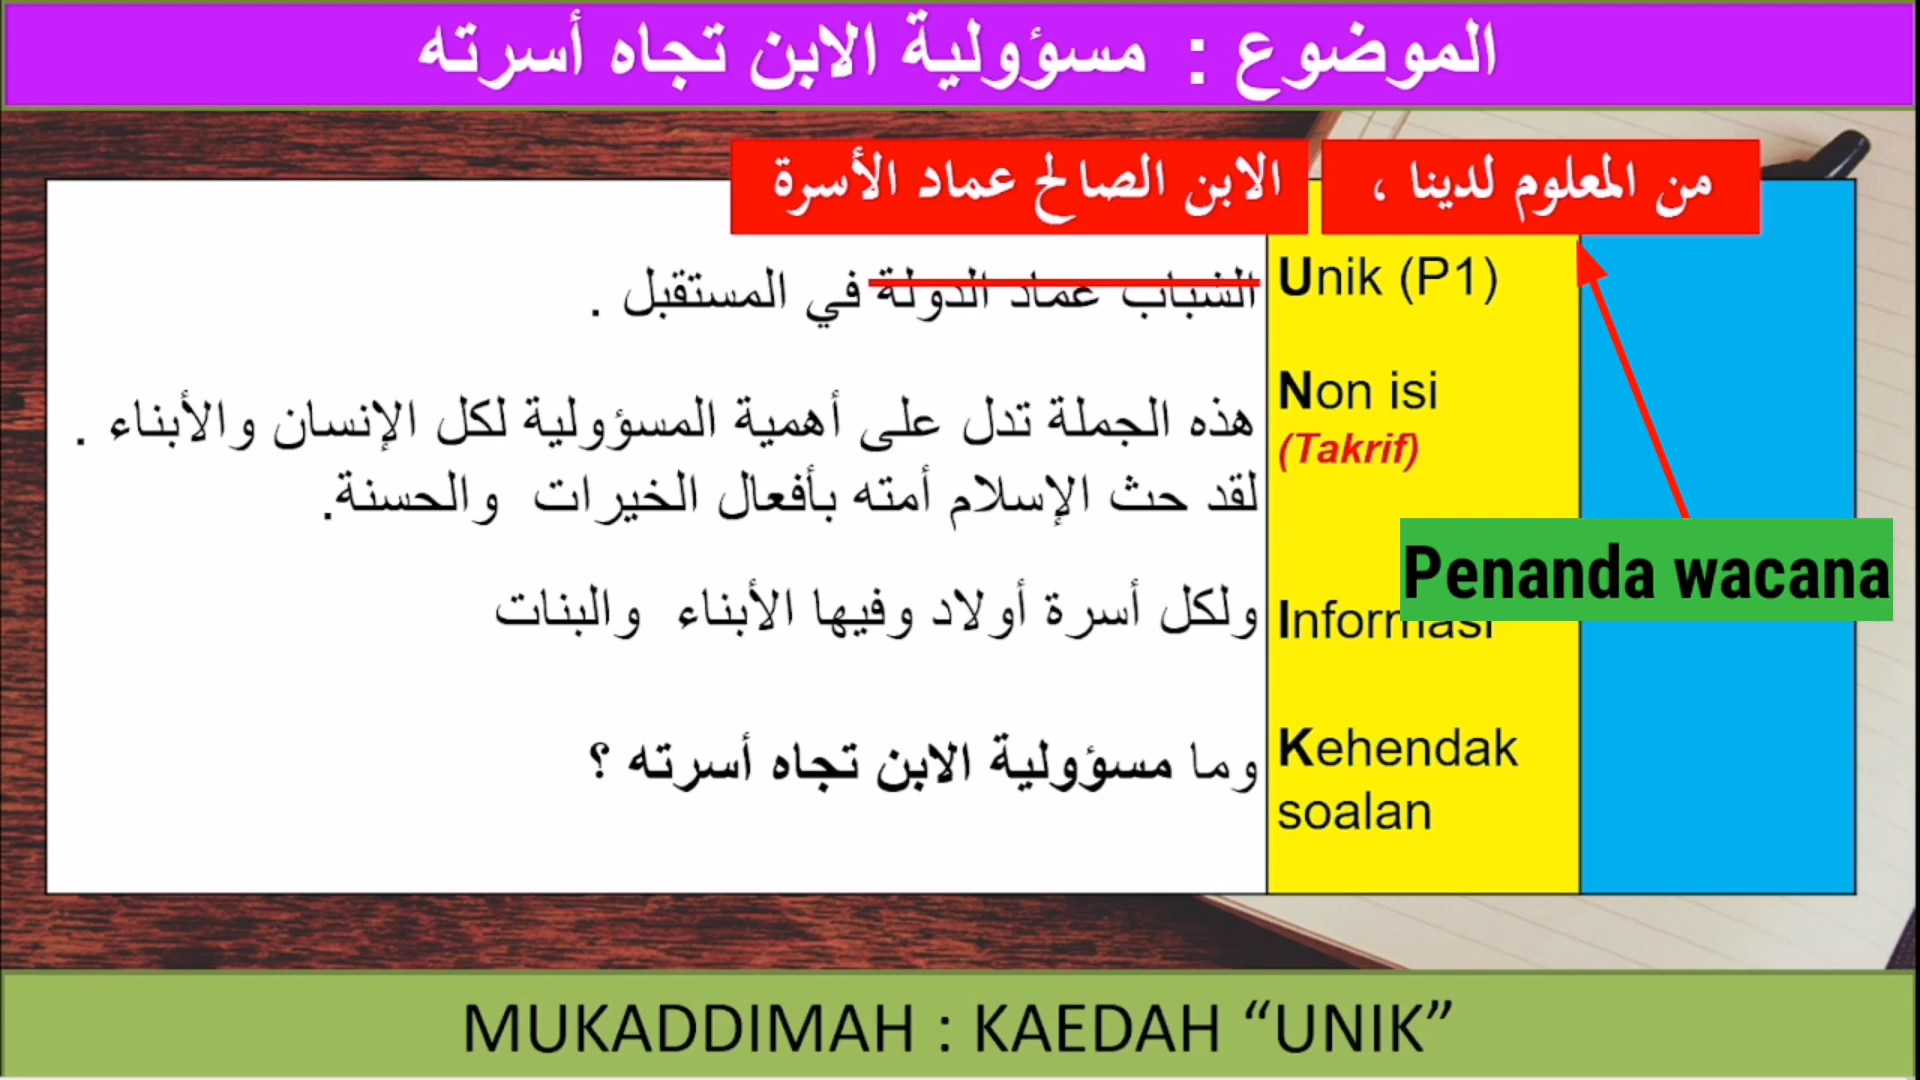 الموضوع : مسؤولية الابن تجاه أسرته
من المعلوم لدينا ،
الابن الصالح عماد الأسرة
Unik (P1)
الشباب عماد الدولة في المستقبل .
Non isi
(Takrif)
هذه الجملة تدل على أهمية المسؤولية لكل الإنسان والأبناء .
لقد حث الإسلام أمته بأفعال الخيرات والحسنة.
Penanda wacana
Informasi
ولكل أسرة أولاد وفيها الأبناء والبنات
Kehendak
soalan
وما مسؤولية الابن تجاه أسرته ؟
MUKADDIMAH : KAEDAH “UNIK”